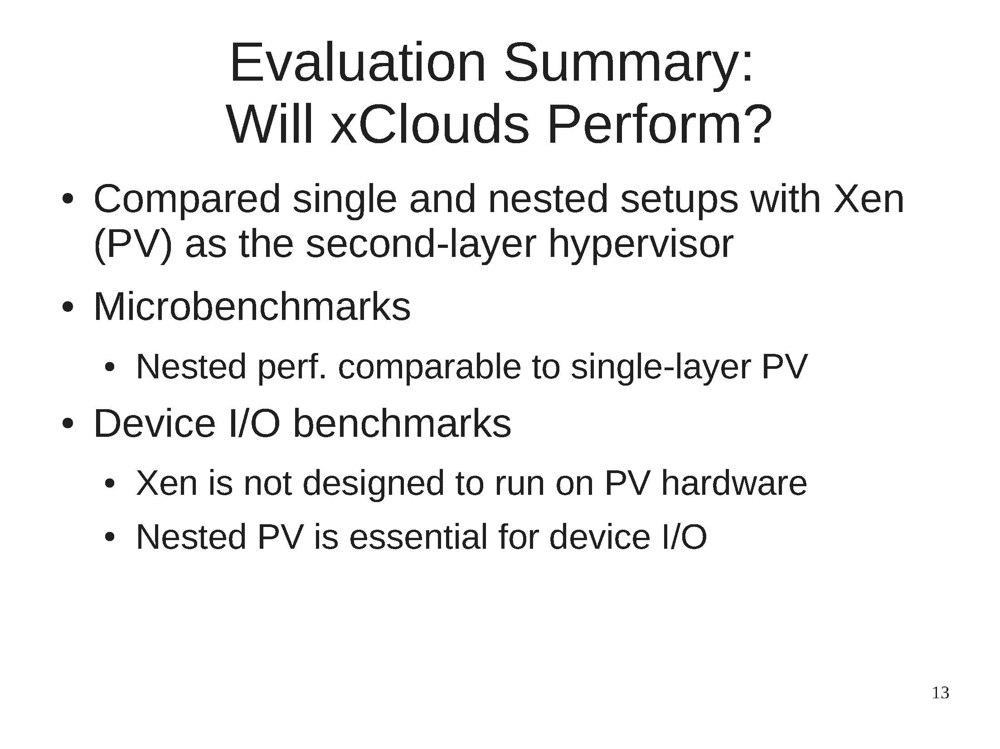 Evaluation Summary:
Will xClouds Perform?
• Compared single and nested setups with Xen
(PV) as the second-layer hypervisor
• Microbenchmarks
• Nested perf. comparable to single-layer PV
• Device I/O benchmarks
• Xen is not designed to run on PV hardware
• Nested PV is essential for device I/O
13